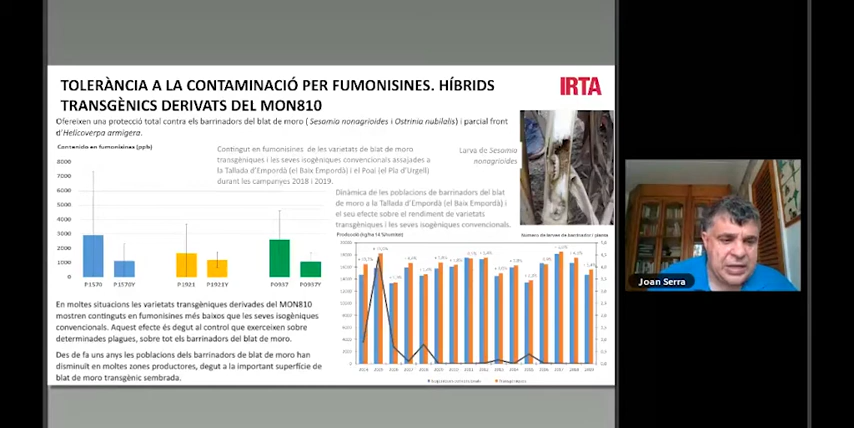 TOLERÀNCIA A LA CONTAMINACIÓ PER FUMONISINES. HÍBRIDS
TRANSGÈNICS DERIVATS DEL MON810
IRTA
Ofereixen una protecció total contra els barrinadors del blat de moro ( Sesamia nonagrioides i Ostrinia nubilalis) i parcial front
d'Helicoverpa armigera.
Contenido en fumonisinas (ppb)
8000
7000
6000
5000
4000
3000
2000
1000
0
P1570
P1570Y
P1921
P1921Y
P0937
P0937Y
Contingut en fumonisines de les varietats de blat de moro
transgèniques i les seves isogèniques convencionals assajades a
la Tallada d'Empordà (el Baix Empordà) i el Poal (el Pla d'Urgell)
durant les campanyes 2018 i 2019.
Larva de Sesamia
nonagrioides
Dinàmica de les poblacions de barrinadors del blat
de moro a Tallada d'Empordà (el Baix Empordà) i
el seu efecte sobre el rendiment de varietats
transgèniques i les seves isogèniques convencionals.
En moltes situacions les varietats transgèniques derivades del MON810
mostren continguts en fumonisines més baixos que les seves isogèniques
convencionals. Aquest efecte és degut al control que exerceixen sobre
determinades plagues, sobre tot els barrinadors del blat de moro.
Des de fa uns anys les poblacions dels barrinadors de blat de moro han
disminuït en moltes zones productores, degut a la important superfície de
blat de moro transgènic sembrada.
Joan Serra